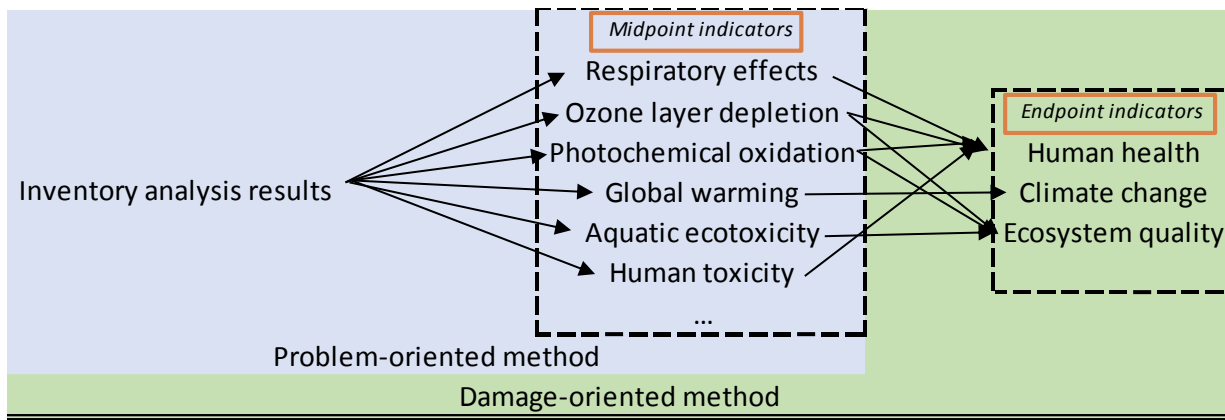 Midpoint indicators
Respiratory effects
Ozone layer depletion
Photochemical oxidation
Inventory analysis results
Global warming
Aquatic ecotoxicity
Human toxicity
...
Endpoint indicators
Human health
Climate change
Ecosystem quality
Problem-oriented method
Damage-oriented method